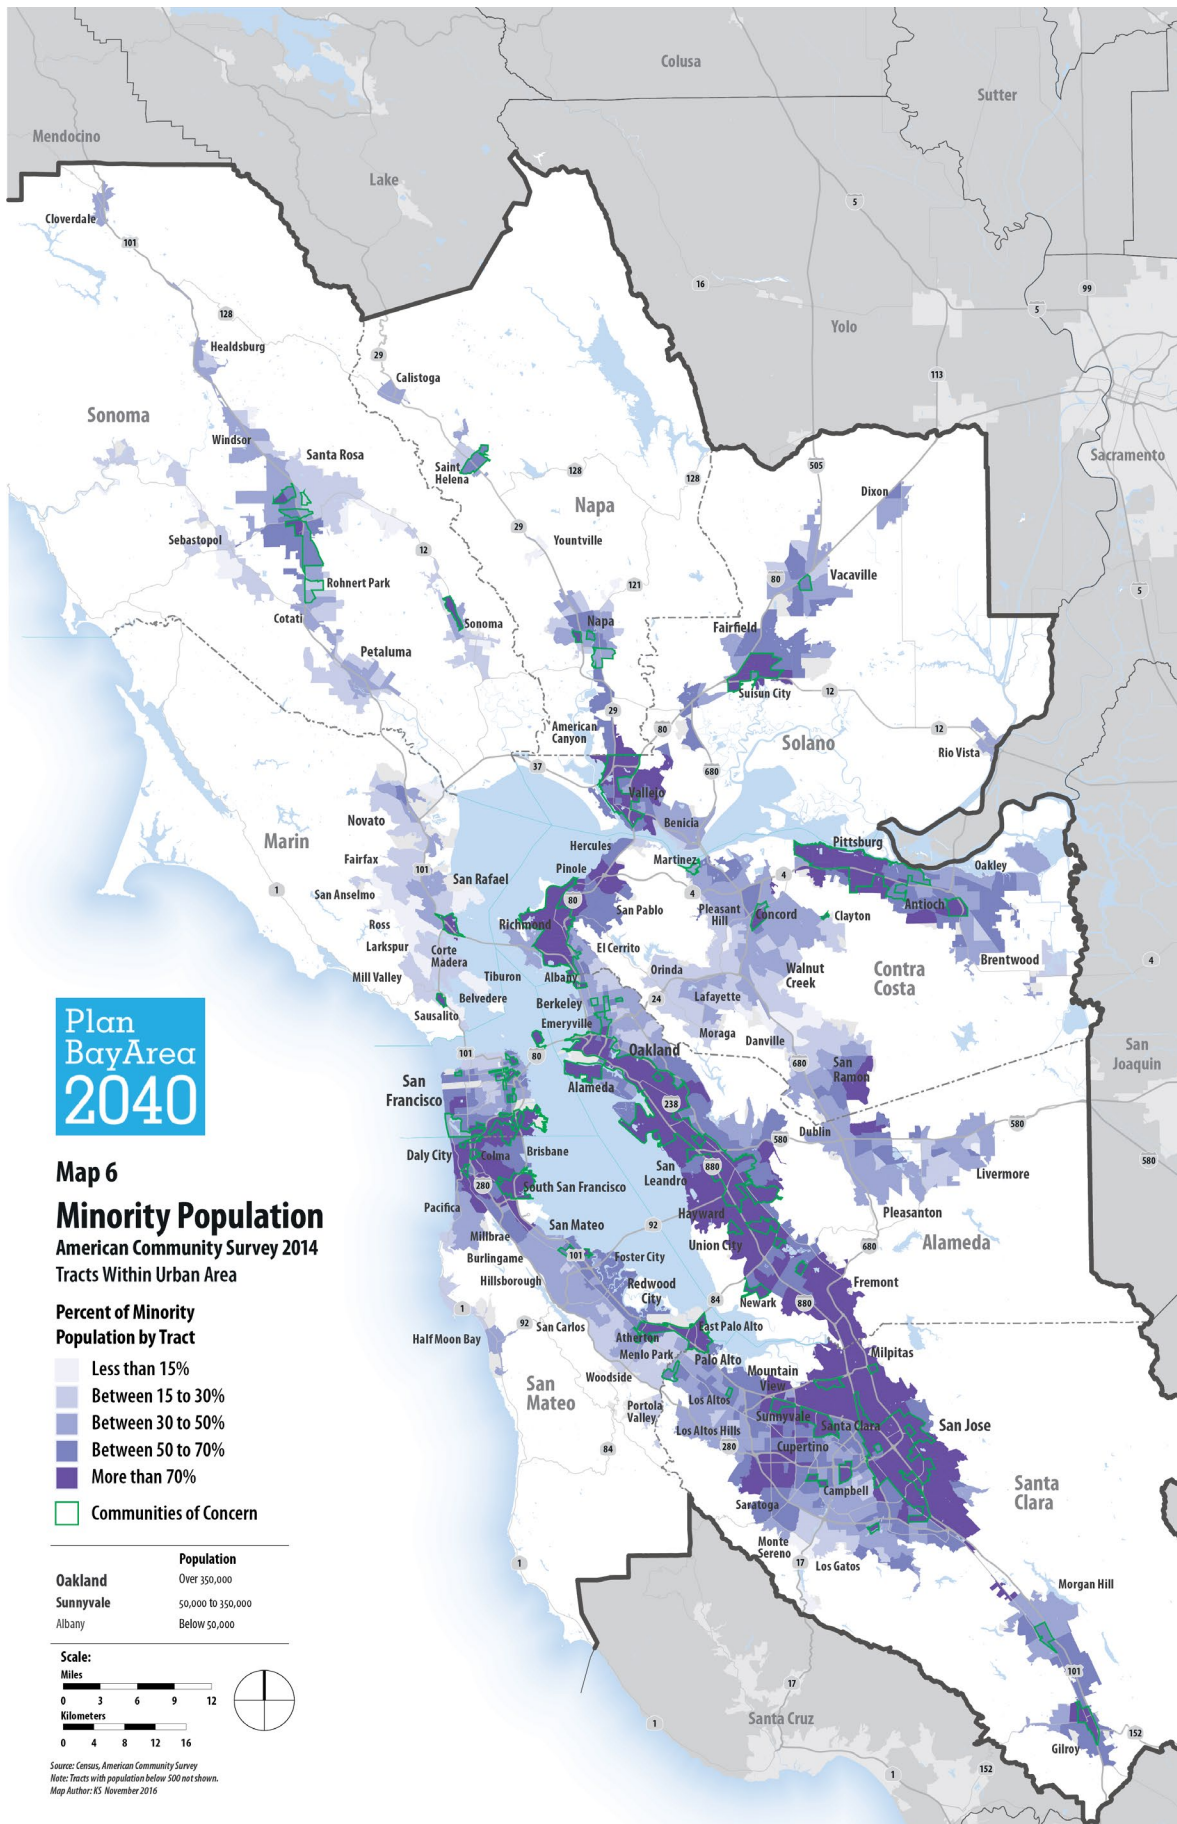 Colusa
Sutter
Mendocino
Lake
5
Cloverdale
101
16
99
5
128
Yolo
Healdsburg
29
Calistoga
113
Sonoma
Windsor
Santa Rosa
Saint
Helena
128
128
505
Sacramento
Napa
Dixon
29
Sebastopol
Yountville
12
80
Vacaville
Rohnert Park
121
5
Cotati
Sonoma
Napa
Fairfield
Petaluma
Suisun City
12
29
American
Canyon
80
12
Solano
Rio Vista
37
680
Vallejo
Novato
Benicia
Marin
Hercules
Pittsburg
Fairfax
Pinole
Martinez
Oakley
101
San Rafael
4
4
1
San Anselmo
80
San Pablo
Pleasant
Hill
Concord
Clayton
Antioch
Ross
Richmond
Larkspur
Corte
Madera
El Cerrito
Brentwood
4
Mill Valley
Tiburon
Albany
Orinda
Walnut
Creek
Contra
Costa
Belvedere
Berkeley
24
Lafayette
Sausalito
Emeryville
Moraga
Danville
Plan
BayArea
2040
101
80
Oakland
680
San
Ramon
San
Joaquin
San
Francisco
Alameda
238
580
Dublin
580
Daly City
Colma
Brisbane
San
Leandro
880
Livermore
580
280
South San Francisco
Pacifica
Hayward
Pleasanton
Map 6
Minority Population
American Community Survey 2014
Tracts Within Urban Area
Millbrae
San Mateo
92
Union City
Alameda
Burlingame
101
Foster City
680
Hillsborough
Redwood
City
Fremont
Newark
880
84
1
92
San Carlos
East Palo Alto
Half Moon Bay
Atherton
Menlo Park
Palo Alto
Milpitas
Woodside
Mountain
View
San
Mateo
Portola
Valley
Los Altos
Sunnyvale
Santa Clara
San Jose
Los Altos Hills
280
Cupertino
84
Campbell
Santa
Clara
Saratoga
Monte
Sereno
Los Gatos
17
1
Morgan Hill
101
17
Santa Cruz
1
Gilroy
152
152
1
Percent of Minority
Population by Tract
Less than 15%
Between 15 to 30%
Between 30 to 50%
Between 50 to 70%
More than 70%
Communities of Concern
Population
Oakland Over 350,000
Sunnyvale 50,000 to 350,000
Albany Below 50,000
Scale:
Miles
0 3 6 9 12
Kilometers
0 4 8 12 16
Source: Census, American Community Survey
Note: Tracts with population below 500 not shown.
Map Author: KS November 2016